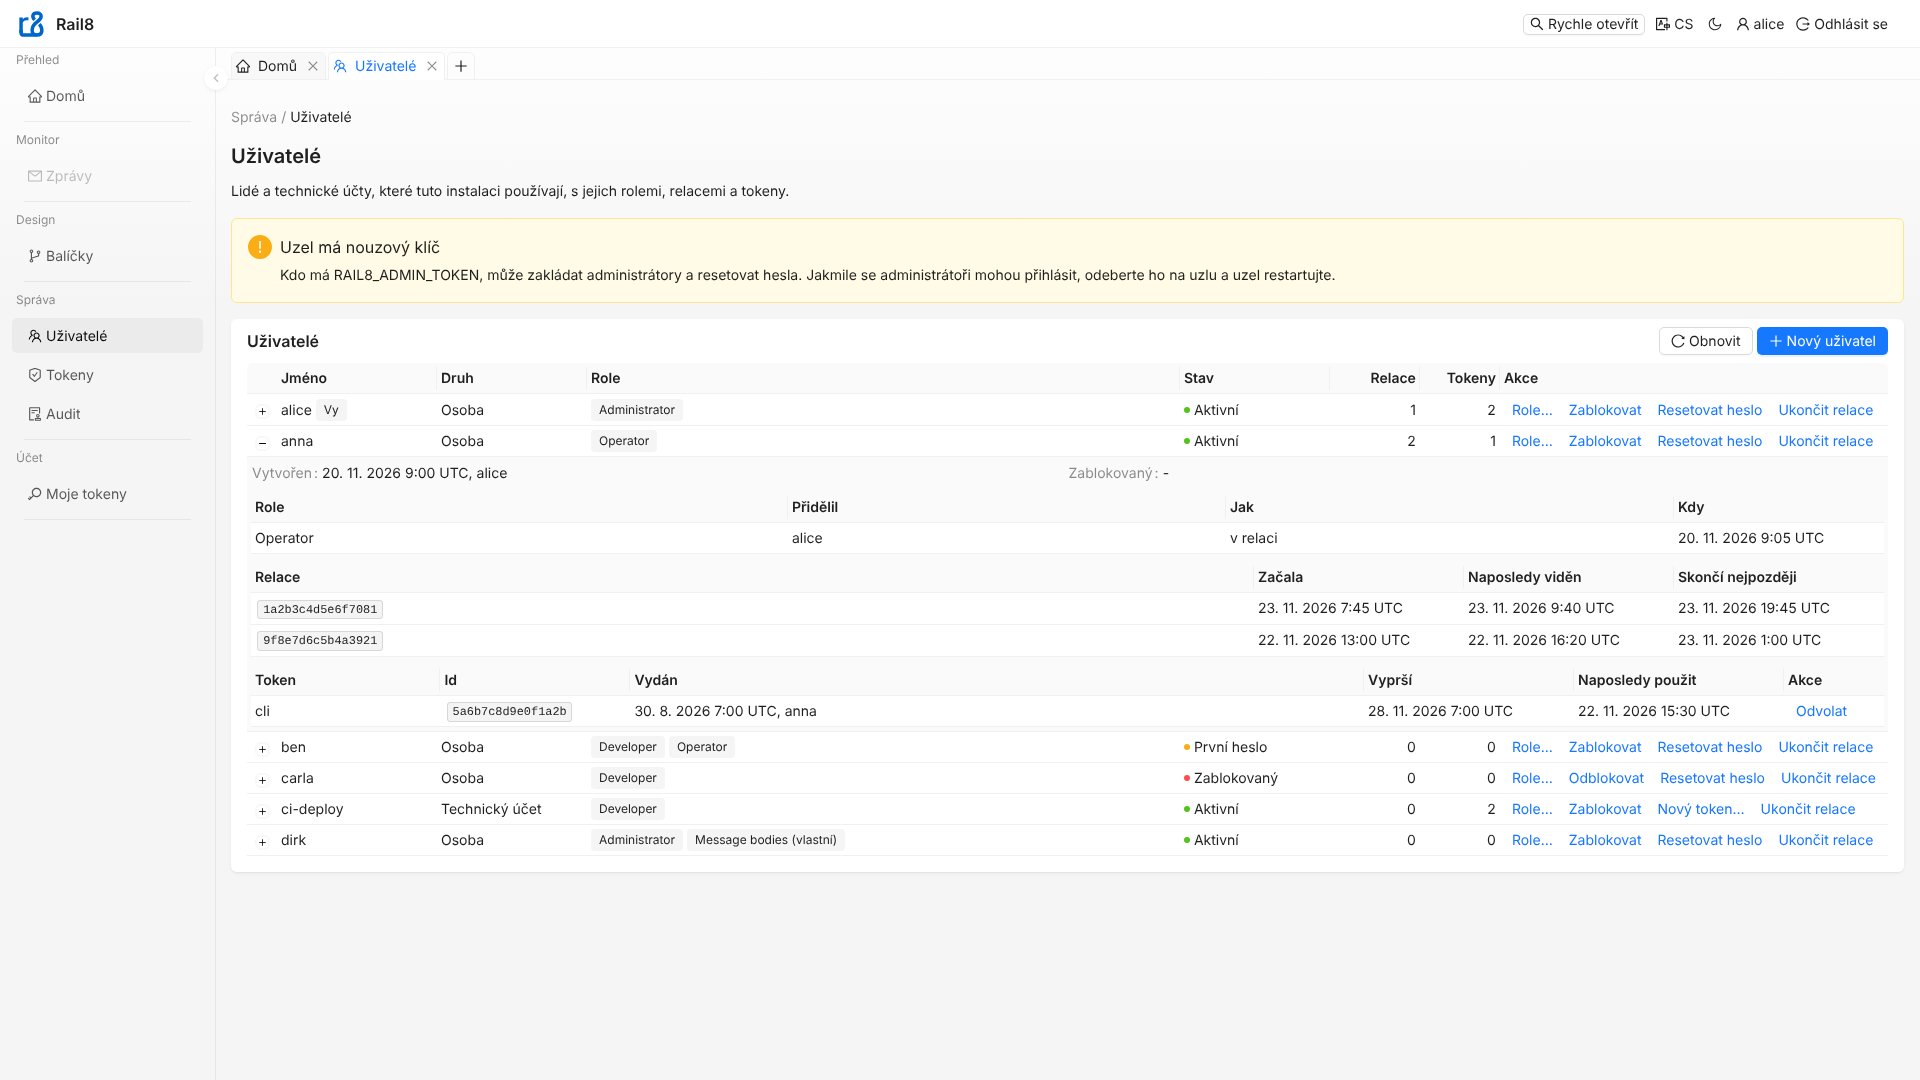 Rail8
Rychle otevřít CS alice Odhlásit se
Přehled
Domů
Monitor
Zprávy
Design
Balíčky
Správa
Uživatelé
Tokeny
Audit
Účet
Moje tokeny
Domů Uživatelé
Správa / Uživatelé
Uživatelé
Lidé a technické účty, které tuto instalaci používají, s jejich rolemi, relacemi a tokeny.
Uzel má nouzový klíč
Kdo má RAIL8_ADMIN_TOKEN, může zakládat administrátory a resetovat hesla. Jakmile se administrátoři mohou přihlásit, odeberte ho na uzlu a uzel restartujte.
Uživatelé Obnovit + Nový uživatel
Jméno Druh Role Stav Relace Tokeny Akce
+ alice Vy Osoba Administrator Aktivní 1 2 Role... Zablokovat Resetovat heslo Ukončit relace
− anna Osoba Operator Aktivní 2 1 Role... Zablokovat Resetovat heslo Ukončit relace
Vytvořen: 20. 11. 2026 9:00 UTC, alice Zablokovaný: -
Role Přidělil Jak Kdy
Operator alice v relaci 20. 11. 2026 9:05 UTC
Relace Začala Naposledy viděn Skončí nejpozději
1a2b3c4d5e6f7081 23. 11. 2026 7:45 UTC 23. 11. 2026 9:40 UTC 23. 11. 2026 19:45 UTC
9f8e7d6c5b4a3921 22. 11. 2026 13:00 UTC 22. 11. 2026 16:20 UTC 23. 11. 2026 1:00 UTC
Token Id Vydán Vyprší Naposledy použit Akce
cli 5a6b7c8d9e0f1a2b 30. 8. 2026 7:00 UTC, anna 28. 11. 2026 7:00 UTC 22. 11. 2026 15:30 UTC Odvolat
+ ben Osoba Developer Operator První heslo 0 0 Role... Zablokovat Resetovat heslo Ukončit relace
+ carla Osoba Developer Zablokovaný 0 0 Role... Odblokovat Resetovat heslo Ukončit relace
+ ci-deploy Technický účet Developer Aktivní 0 2 Role... Zablokovat Nový token... Ukončit relace
+ dirk Osoba Administrator Message bodies (vlastní) Aktivní 0 0 Role... Zablokovat Resetovat heslo Ukončit relace